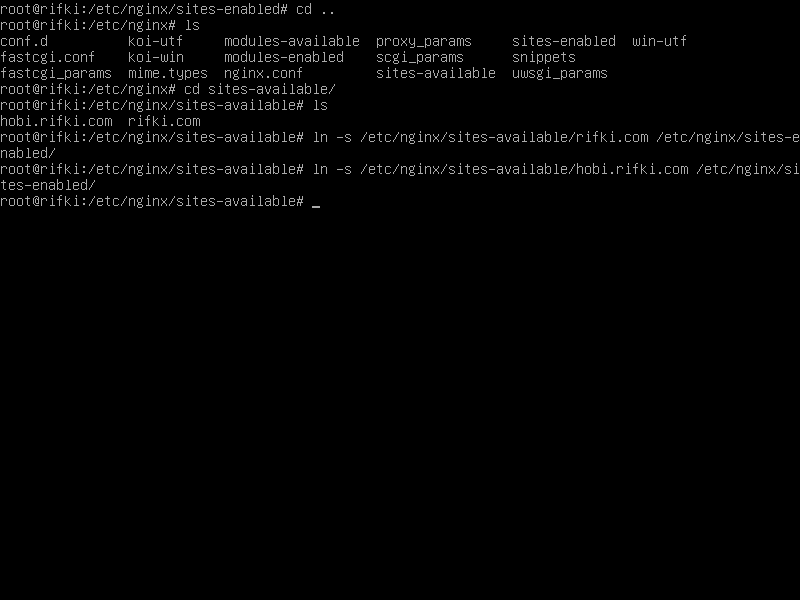 root@rifki:/etc/nginx/sites-enabled# cd ..
root@rifki:/etc/nginx# ls
conf.d          koi-utf     modules-available  proxy_params     sites-enabled  win-utf
fastcgi.conf    koi-win     modules-enabled    scgi_params      snippets
fastcgi_params  mime.types  nginx.conf         sites-available  uwsgi_params
root@rifki:/etc/nginx# cd sites-available/
root@rifki:/etc/nginx/sites-available# ls
hobi.rifki.com  rifki.com
root@rifki:/etc/nginx/sites-available# ln -s /etc/nginx/sites-available/rifki.com /etc/nginx/sites-e
nabled/
root@rifki:/etc/nginx/sites-available# ln -s /etc/nginx/sites-available/hobi.rifki.com /etc/nginx/si
tes-enabled/
root@rifki:/etc/nginx/sites-available# _